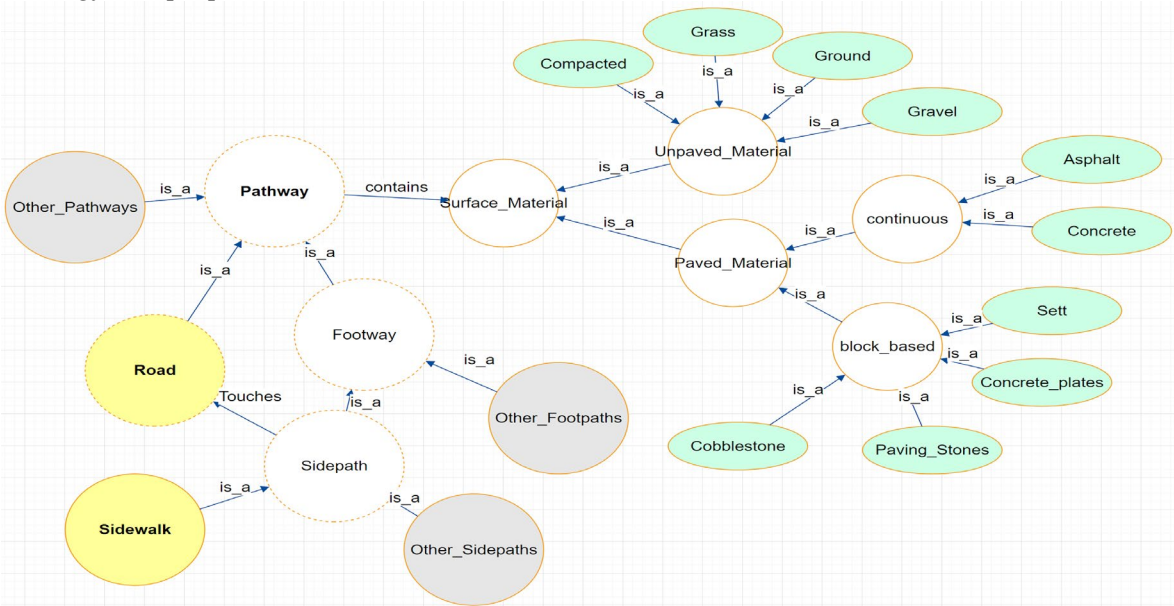 Grass
Compacted
is_a
Ground
is_a
is_a
is_a
Gravel
is_a
Unpaved_Material
Asphalt
is_a
is_a
Other_Pathways
is_a
Pathway
contains
Surface_Material
is_a
continuous
is_a
Concrete
is_a
Paved_Material
is_a
is_a
is_a
Footway
Sett
is_a
block_based
is_a
Concrete_plates
Road
is_a
Touches
is_a
Other_Footpaths
is_a
is_a
Cobblestone
Paving_Stones
Sidepath
is_a
is_a
Sidewalk
Other_Sidepaths